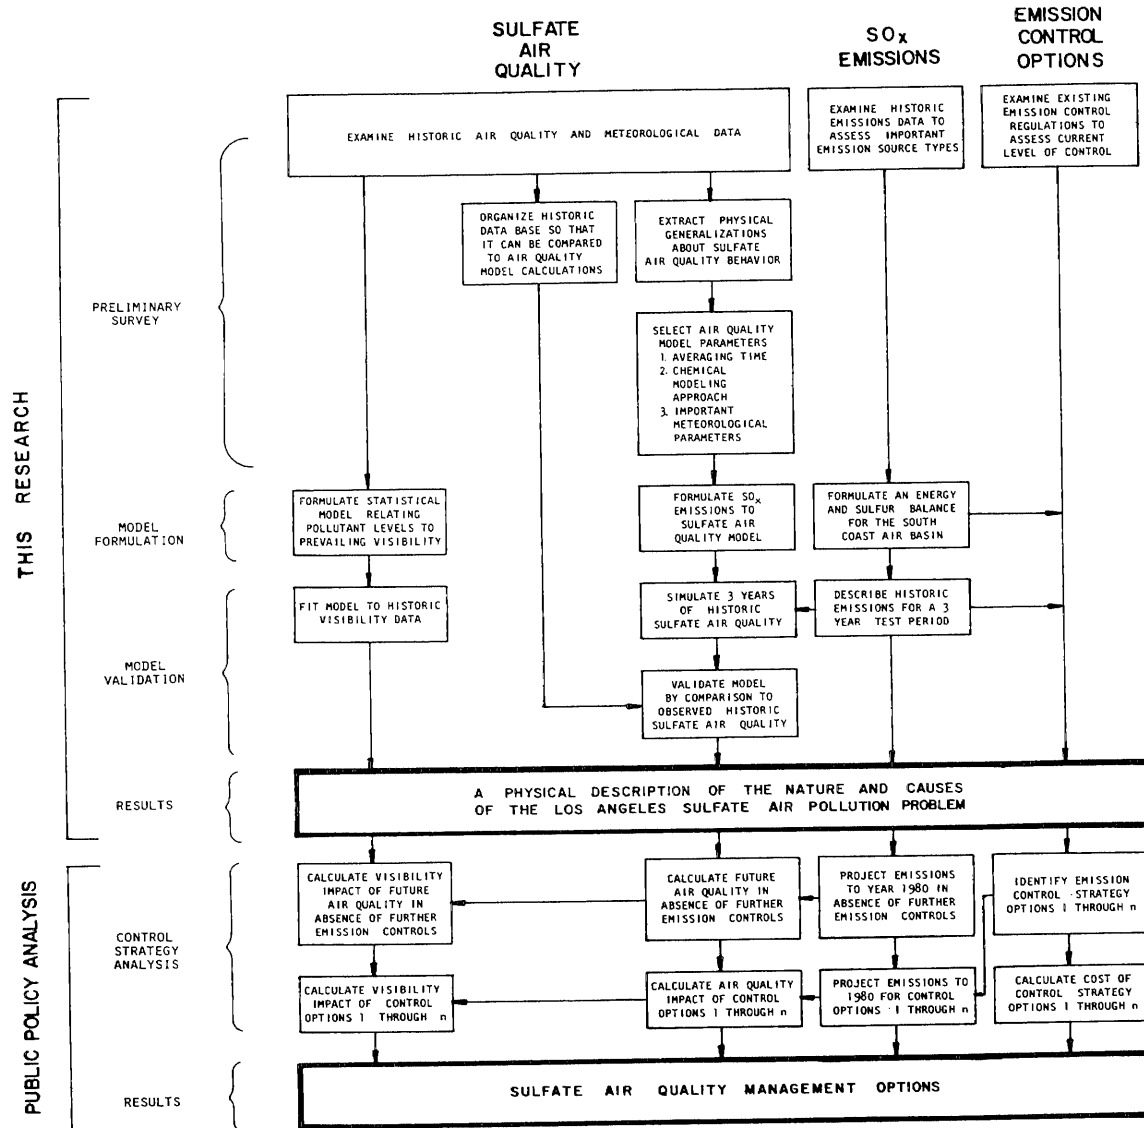 SULFATE
AIR
QUALITY
SOx
EMISSIONS
EMISSION
CONTROL
OPTIONS
EXAMINE HISTORIC AIR QUALITY AND METEOROLOGICAL DATA
EXAMINE HISTORIC
EMISSIONS DATA TO
ASSESS IMPORTANT
EMISSION SOURCE TYPES
EXAMINE EXISTING
EMISSION CONTROL
REGULATIONS TO
ASSESS CURRENT
LEVEL OF CONTROL
ORGANIZE HISTORIC
DATA BASE SO THAT
IT CAN BE COMPARED
TO AIR QUALITY
MODEL CALCULATIONS
EXTRACT PHYSICAL
GENERALIZATIONS
ABOUT SULFATE
AIR QUALITY BEHAVIOR
THIS RESEARCH
PRELIMINARY
SURVEY
SELECT AIR QUALITY
MODEL PARAMETERS
1. AVERAGING TIME
2. CHEMICAL
MODELING
APPROACH
3. IMPORTANT
METEOROLOGICAL
PARAMETERS
MODEL
FORMULATION
FORMULATE STATISTICAL
MODEL RELATING
POLLUTANT LEVELS TO
PREVAILING VISIBILITY
FORMULATE SOx
EMISSIONS TO
SULFATE AIR
QUALITY MODEL
FORMULATE AN ENERGY
AND SULFUR BALANCE
FOR THE SOUTH
COAST AIR BASIN
MODEL
VALIDATION
FIT MODEL TO HISTORIC
VISIBILITY DATA
SIMULATE 3 YEARS
OF HISTORIC
SULFATE AIR QUALITY
DESCRIBE HISTORIC
EMISSIONS FOR A 3
YEAR TEST PERIOD
VALIDATE MODEL
BY COMPARISON TO
OBSERVED HISTORIC
SULFATE AIR QUALITY
RESULTS
A PHYSICAL DESCRIPTION OF THE NATURE AND CAUSES
OF THE LOS ANGELES SULFATE AIR POLLUTION PROBLEM
PUBLIC POLICY ANALYSIS
CONTROL
STRATEGY
ANALYSIS
CALCULATE VISIBILITY
IMPACT OF FUTURE
AIR QUALITY IN
ABSENCE OF FURTHER
EMISSION CONTROLS
CALCULATE FUTURE
AIR QUALITY IN
ABSENCE OF FURTHER
EMISSION CONTROLS
PROJECT EMISSIONS
TO YEAR 1980 IN
ABSENCE OF FURTHER
EMISSION CONTROLS
IDENTIFY EMISSION
CONTROL STRATEGY
OPTIONS 1 THROUGH n
CALCULATE VISIBILITY
IMPACT OF CONTROL
OPTIONS 1 THROUGH n
CALCULATE AIR QUALITY
IMPACT OF CONTROL
OPTIONS 1 THROUGH n
PROJECT EMISSIONS TO
1980 FOR CONTROL
OPTIONS 1 THROUGH n
CALCULATE COST OF
CONTROL STRATEGY
OPTIONS 1 THROUGH n
RESULTS
SULFATE AIR QUALITY MANAGEMENT OPTIONS